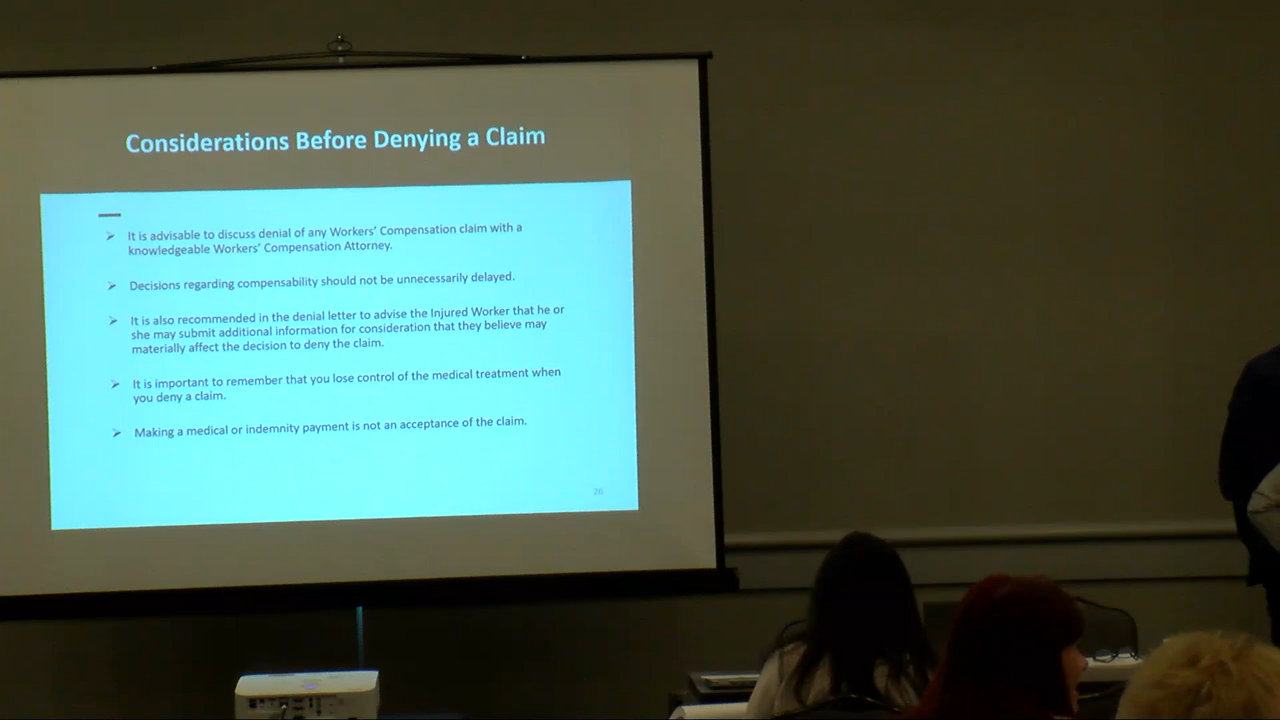 Considerations Before Denying a Claim
It is advisable to discuss denial of any Workers' Compensation claim with a
knowledgeable Workers' Compensation Attorney.
Decisions regarding compensability should not be unnecessarily delayed.
It is also recommended in the denial letter to advise the Injured Worker that he or
she may submit additional information for consideration that they believe may
materially affect the decision to deny the claim.
It is important to remember that you lose control of the medical treatment when
you deny a claim.
Making a medical or indemnity payment is not an acceptance of the claim.
26